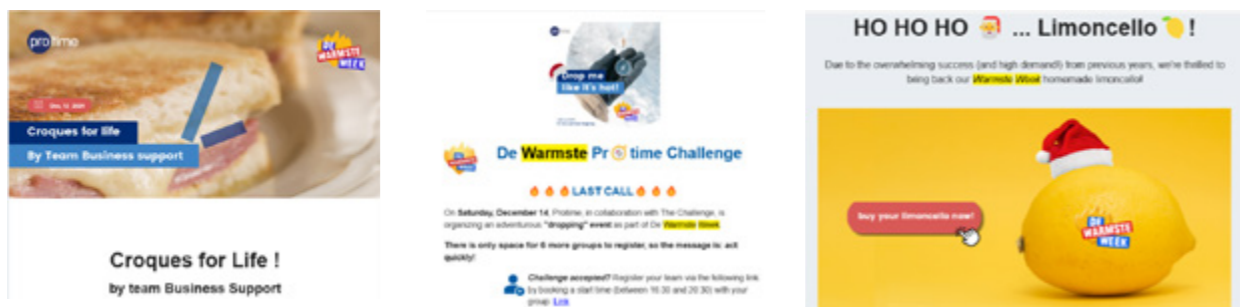 protime
DE
WARMSTE
WEEK
Croques for life
By Team Business support
Croques for Life !
by team Business Support
Drop me
like it's hot!
De Warmste Pr time Challenge
LAST CALL
On Saturday, December 14, Protime, in collaboration with The Challenge, is
organizing an adventurous "dropping" event as part of De Warmste Week.
There is only space for 6 more groups to register, so the message is: act
quickly!
Challenge accepted? Register your team via the following link
by booking a start time (between 16:30 and 20:30) with your
group: Link
HO HO HO 🎅 ... Limoncello 🍋 !
Due to the overwhelming success (and high demand!) from previous years, we're thrilled to
bring back our Warmste Week homemade limoncello!
buy your limoncello now!
DE
WARMSTE
WEEK